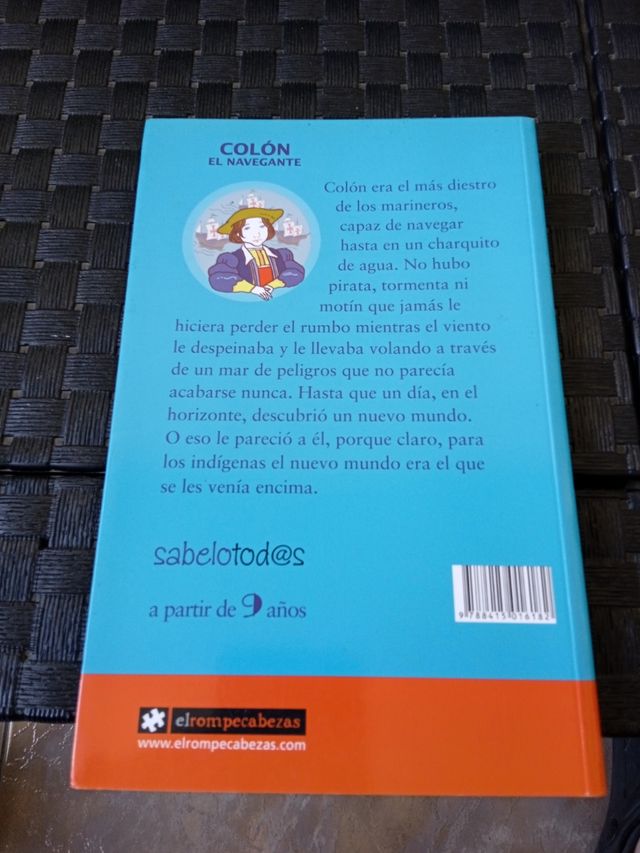 COLÓN
EL NAVEGANTE
Colón era el más diestro
de los marineros,
capaz de navegar
hasta en un charquito
de agua. No hubo
pirata, tormenta ni
motín que jamás le
hiciera perder el rumbo mientras el viento
le despeinaba y le llevaba volando a través
de un mar de peligros que no parecía
acabarse nunca. Hasta que un día, en el
horizonte, descubrió un nuevo mundo.
O eso le pareció a él, porque claro, para
los indígenas el nuevo mundo era el que
se les venía encima.
sabelotod@s
a partir de 9 años
9 788415 016182
elrompecabezas
www.elrompecabezas.com